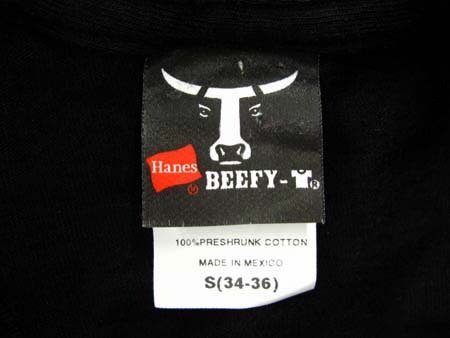 Hanes
BEEFY-T®
100%PRESHRUNK COTTON
MADE IN MEXICO
S(34-36)